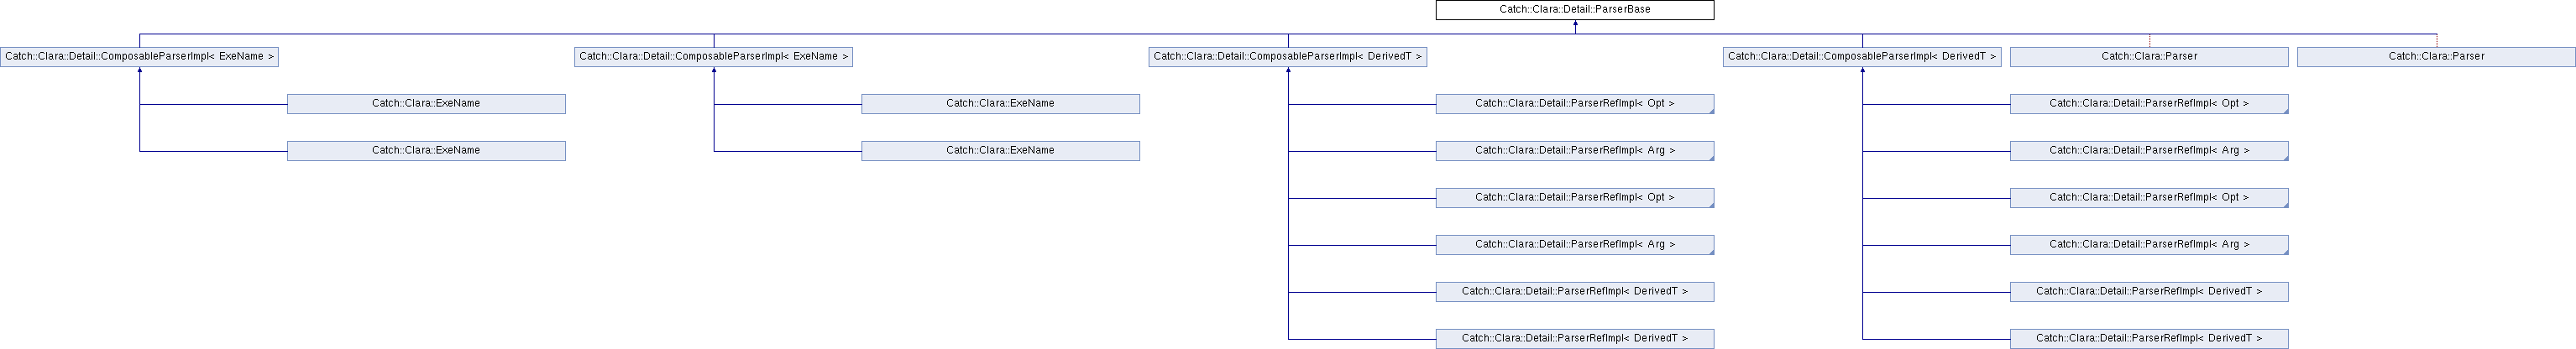 Catch::Clara::Detail::ParserBase
Catch::Clara::Detail::ComposableParserImpl< ExeName >
Catch::Clara::Detail::ComposableParserImpl< ExeName >
Catch::Clara::Detail::ComposableParserImpl< DerivedT >
Catch::Clara::Detail::ComposableParserImpl< DerivedT >
Catch::Clara::Parser
Catch::Clara::Parser
Catch::Clara::ExeName
Catch::Clara::ExeName
Catch::Clara::Detail::ParserRefImpl< Opt >
Catch::Clara::Detail::ParserRefImpl< Opt >
Catch::Clara::ExeName
Catch::Clara::ExeName
Catch::Clara::Detail::ParserRefImpl< Arg >
Catch::Clara::Detail::ParserRefImpl< Arg >
Catch::Clara::Detail::ParserRefImpl< Opt >
Catch::Clara::Detail::ParserRefImpl< Opt >
Catch::Clara::Detail::ParserRefImpl< Arg >
Catch::Clara::Detail::ParserRefImpl< Arg >
Catch::Clara::Detail::ParserRefImpl< DerivedT >
Catch::Clara::Detail::ParserRefImpl< DerivedT >
Catch::Clara::Detail::ParserRefImpl< DerivedT >
Catch::Clara::Detail::ParserRefImpl< DerivedT >